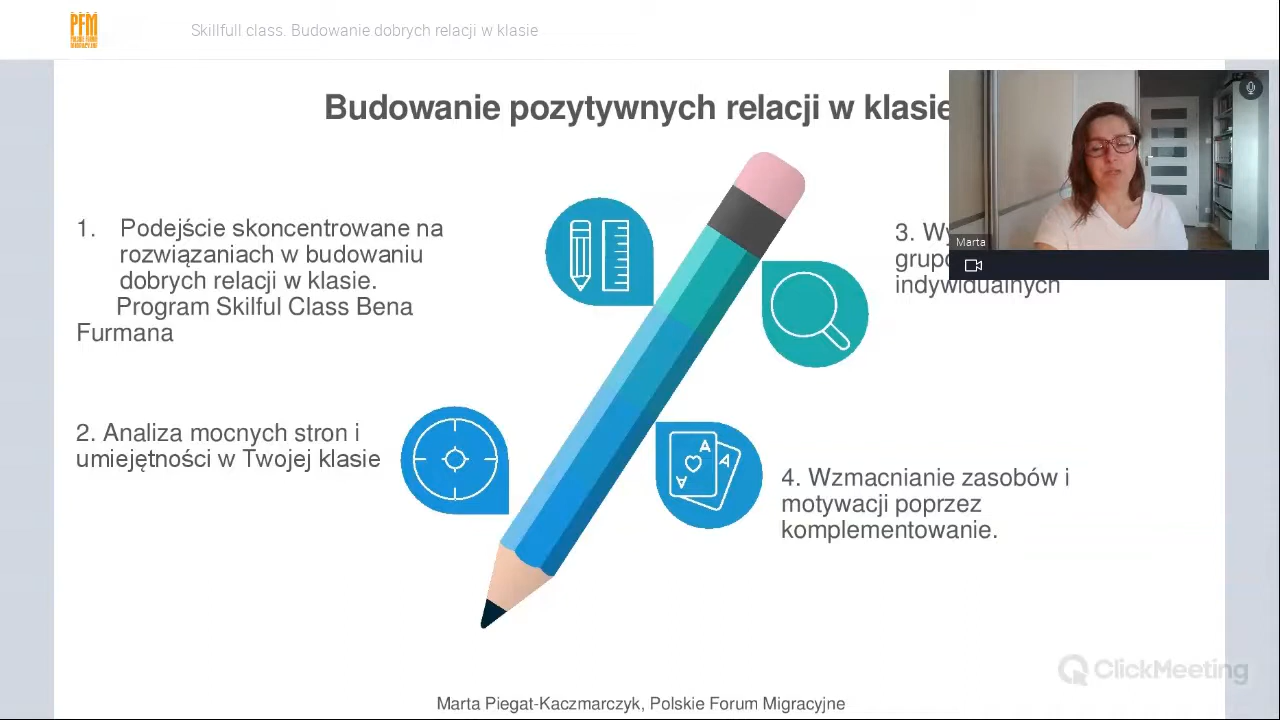 PFM
Skillfull class. Budowanie dobrych relacji w klasie
Budowanie pozytywnych relacji w klasie
Marta
1. Podejście skoncentrowane na
rozwiązaniach w budowaniu
dobrych relacji w klasie.
Program Skilful Class Bena
Furmana
2. Analiza mocnych stron i
umiejętności w Twojej klasie
3.
indywidualnych
A
A
A
4. Wzmacnianie zasobów i
motywacji poprzez
komplementowanie.
ClickMeeting
Marta Piegat-Kaczmarczyk, Polskie Forum Migracyjne